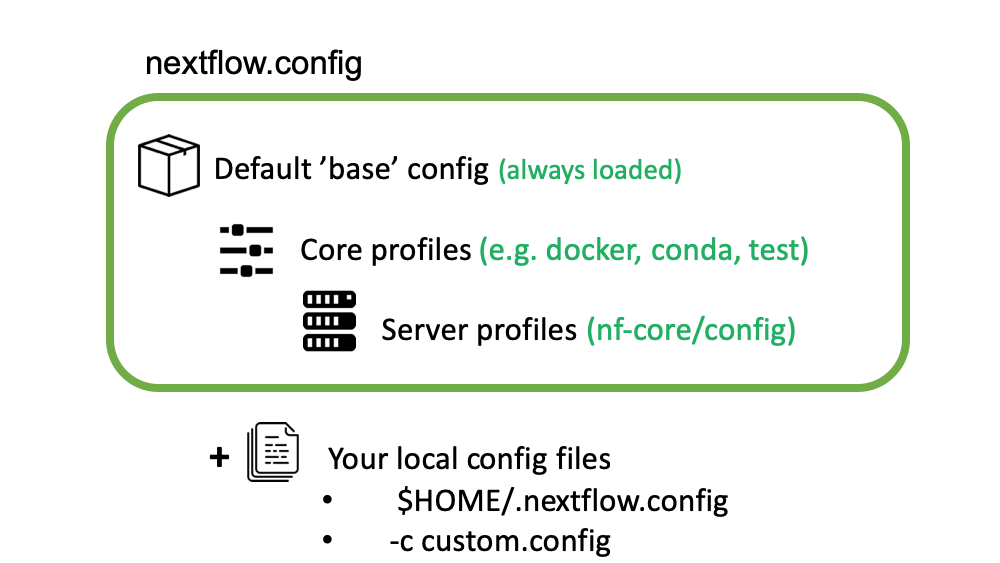 nextflow.config
Default ’base’ config (always loaded)
Core profiles (e.g. docker, conda, test)
Server profiles (nf-core/config)
+ Your local config files
• $HOME/.nextflow.config
• -c custom.config